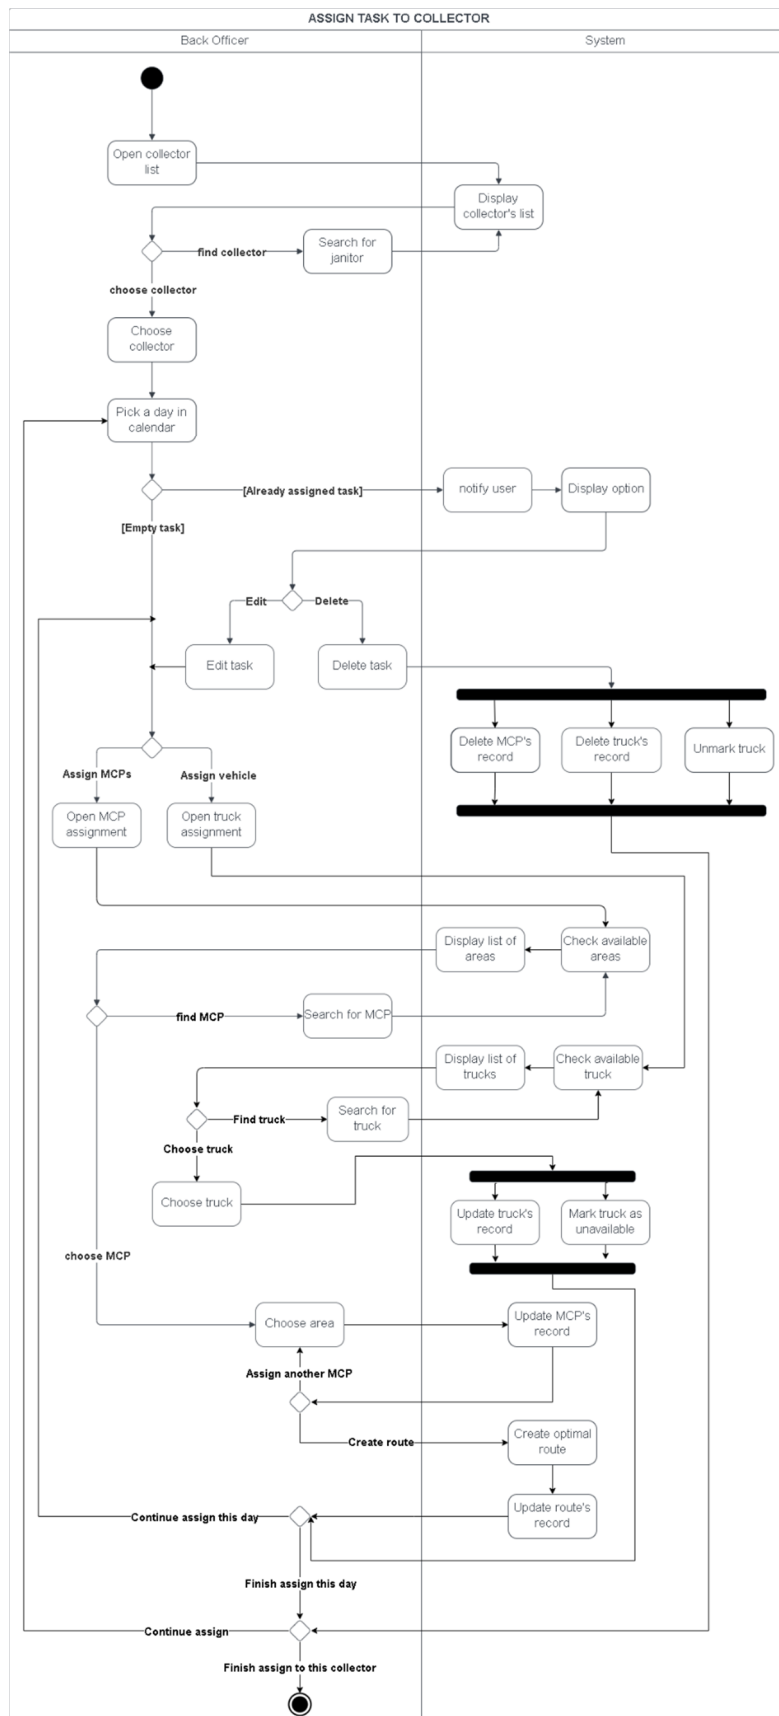 ASSIGN TASK TO COLLECTOR
Back Officer
System
Open collector
list
Display
collector's list
find collector
Search for
janitor
choose collector
Choose
collector
Pick a day in
calendar
[Already assigned task]
notify user
Display option
[Empty task]
Edit
Delete
Edit task
Delete task
Delete MCP's
record
Delete truck's
record
Unmark truck
Assign MCPs
Assign vehicle
Open MCP
assignment
Open truck
assignment
Display list of
areas
Check available
areas
find MCP
Search for MCP
Display list of
trucks
Check available
truck
Find truck
Search for
truck
Choose truck
Choose truck
Update truck's
record
Mark truck as
unavailable
choose MCP
Choose area
Update MCP's
record
Assign another MCP
Create route
Create optimal
route
Update route's
record
Continue assign this day
Finish assign this day
Continue assign
Finish assign to this collector